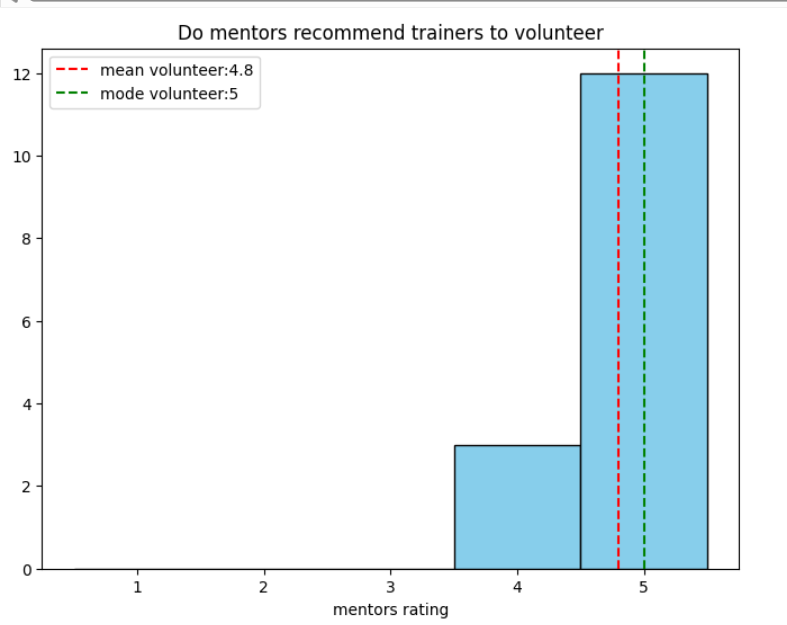 Do mentors recommend trainers to volunteer
mean volunteer:4.8
mode volunteer:5
12
10
8
6
4
2
0
1 2 3 4 5
mentors rating